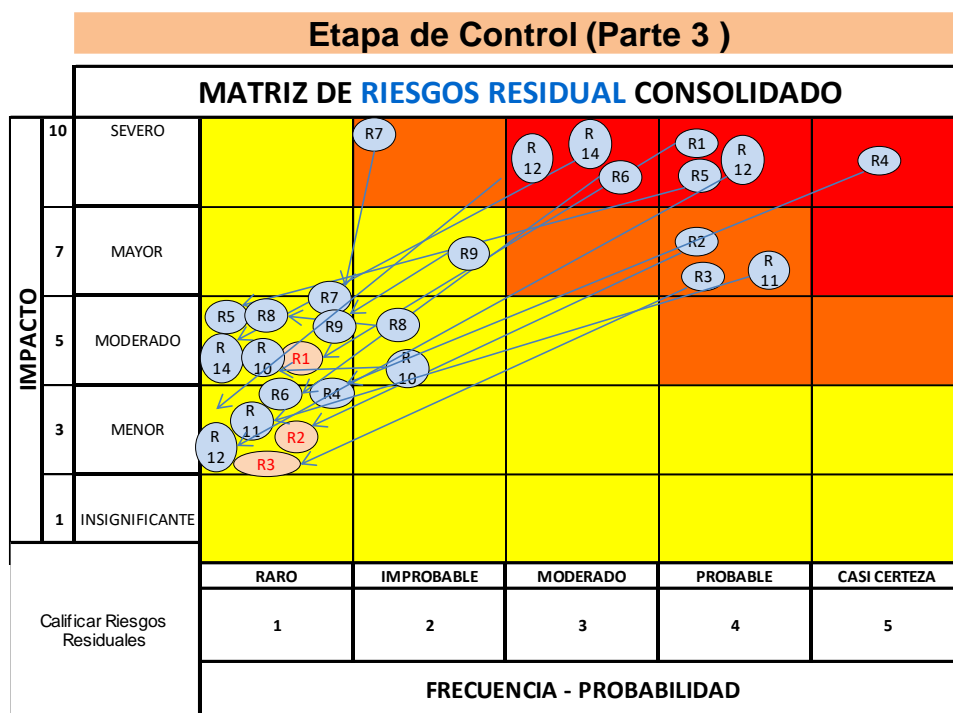 Etapa de Control (Parte 3 )
MATRIZ DE RIESGOS RESIDUAL CONSOLIDADO
IMPACTO
10 SEVERO
R7
R
12
R
14
R6
R1
R5
R
12
R4
7 MAYOR
R9
R2
R3
R
11
R7
5 MODERADO
R5
R8
R9
R8
R
14
R
10
R1
R
10
3 MENOR
R6
R4
R
11
R2
R
12
R3
1 INSIGNIFICANTE
Calificar Riesgos
Residuales
RARO IMPROBABLE MODERADO PROBABLE CASI CERTEZA
1 2 3 4 5
FRECUENCIA - PROBABILIDAD